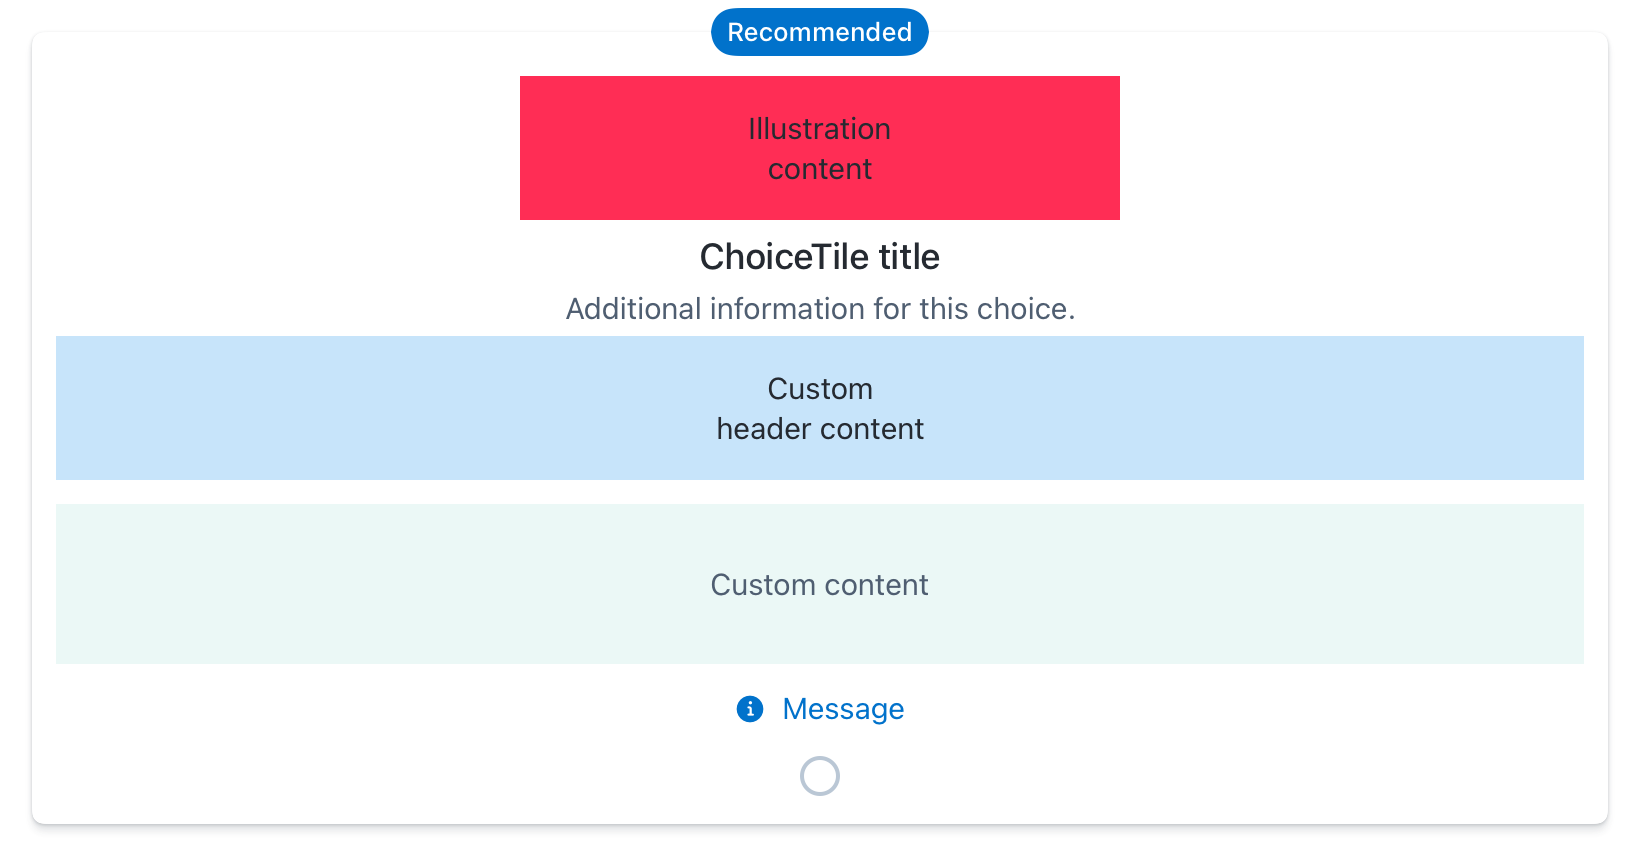 Recommended
Illustration
content
ChoiceTile title
Additional information for this choice.
Custom
header content
Custom content
Message